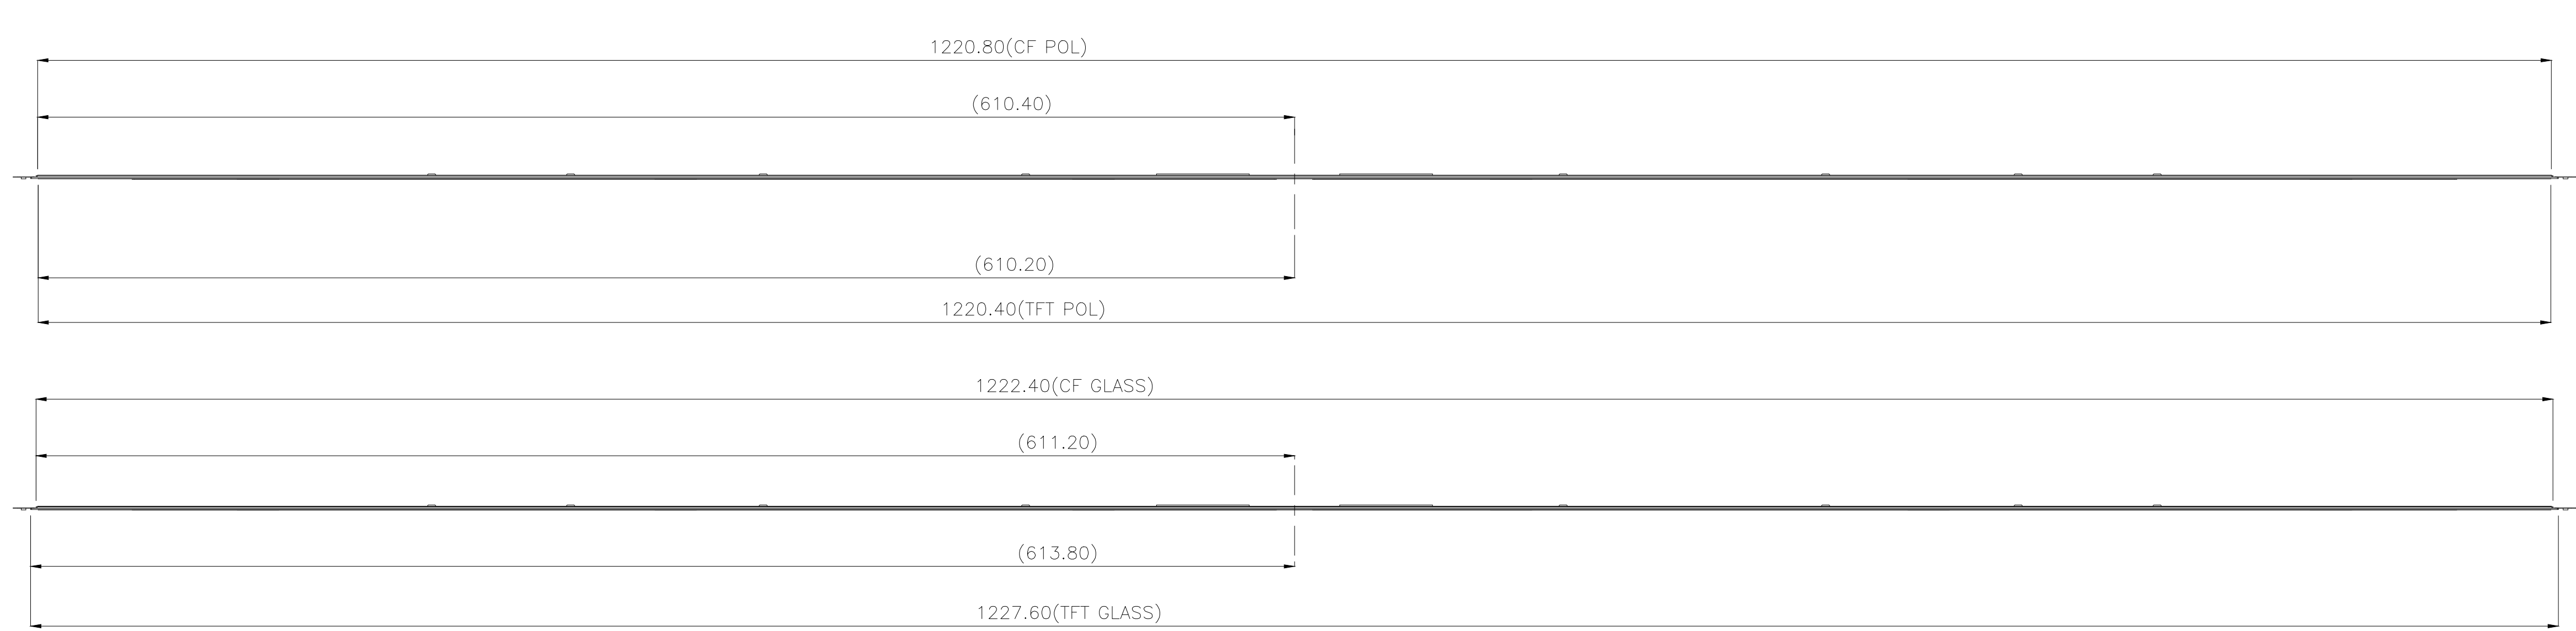 1220.80(CF POL)
(610.40)
(610.20)
1220.40(TFT POL)
1222.40(CF GLASS)
(611.20)
(613.80)
1227.60(TFT GLASS)